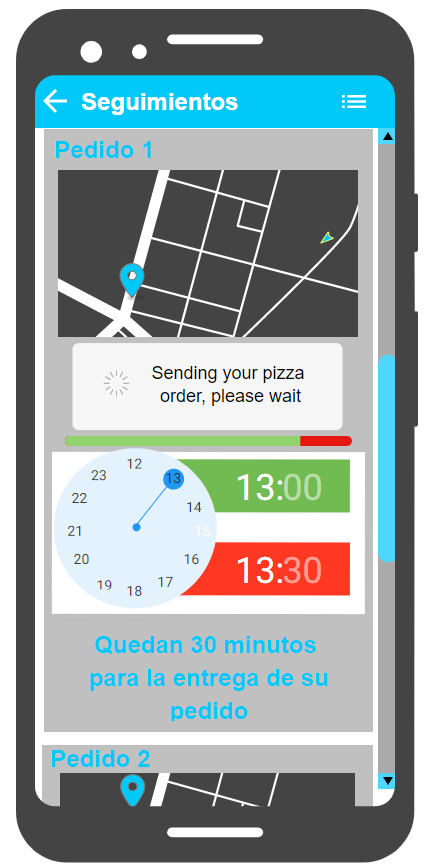 Seguimientos
Pedido 1
Sending your pizza
order, please wait
12
23
13
22
14
21
15
20
16
19
17
18
13:00
13:30
Quedan 30 minutos
para la entrega de su
pedido
Pedido 2